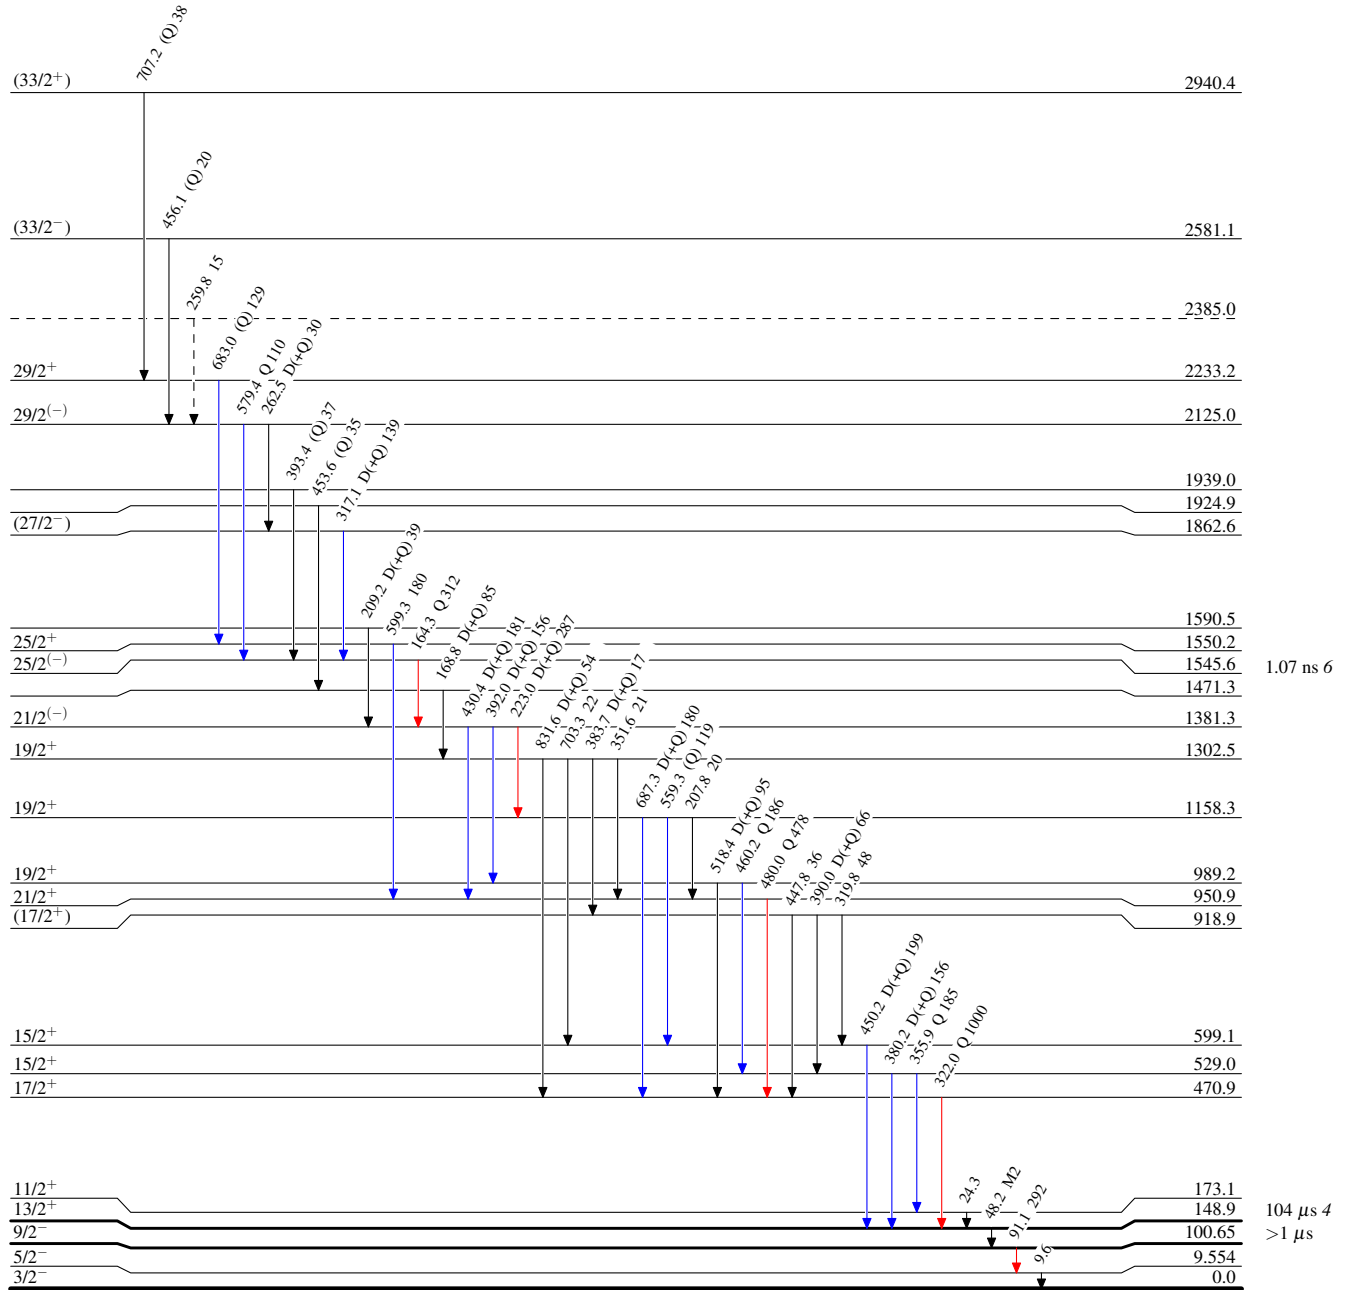 707.2 (Q) 38
(33/2+) 2940.4
456.1 (Q) 20
(33/2−) 2581.1
259.8 15
2385.0
683.0 (Q) 129
29/2+ 2233.2
579.4 Q 110
262.5 D(+Q) 30
29/2(−) 2125.0
393.4 (Q) 37
453.6 (Q) 35
317.1 D(+Q) 139
1939.0
1924.9
(27/2−) 1862.6
209.2 D(+Q) 39
599.3 180
164.3 Q 312
168.8 D(+Q) 85
1590.5
25/2+ 1550.2
25/2(−) 1545.6 1.07 ns 6
1471.3
430.4 D(+Q) 181
392.0 D(+Q) 156
223.0 D(+Q) 287
21/2(−) 1381.3
831.6 D(+Q) 54
703.3 22
383.7 D(+Q) 17
351.6 21
19/2+ 1302.5
687.3 D(+Q) 180
559.3 (Q) 119
207.8 20
19/2+ 1158.3
518.4 D(+Q) 95
460.2 Q 186
480.0 Q 478
447.8 36
390.0 D(+Q) 66
319.8 48
19/2+ 989.2
21/2+ 950.9
(17/2+) 918.9
450.2 D(+Q) 199
380.2 D(+Q) 156
355.9 Q 185
322.0 Q 1000
15/2+ 599.1
15/2+ 529.0
17/2+ 470.9
24.3
48.2 M2
91.1 292
9.6
11/2+ 173.1
13/2+ 148.9 104 μs 4
9/2− 100.65 >1 μs
5/2− 9.554
3/2− 0.0